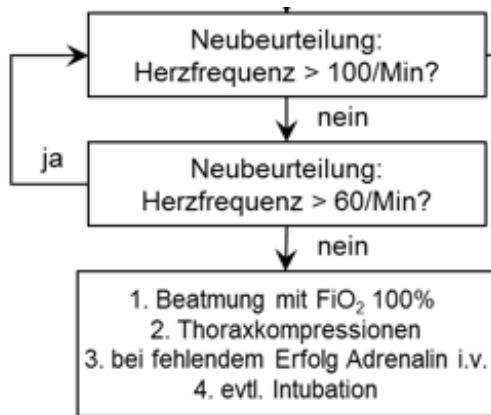 Neubeurteilung:
Herzfrequenz > 100/Min?
nein
ja
Neubeurteilung:
Herzfrequenz > 60/Min?
nein
1. Beatmung mit FiO₂ 100%
2. Thoraxkompressionen
3. bei fehlendem Erfolg Adrenalin i.v.
4. evtl. Intubation